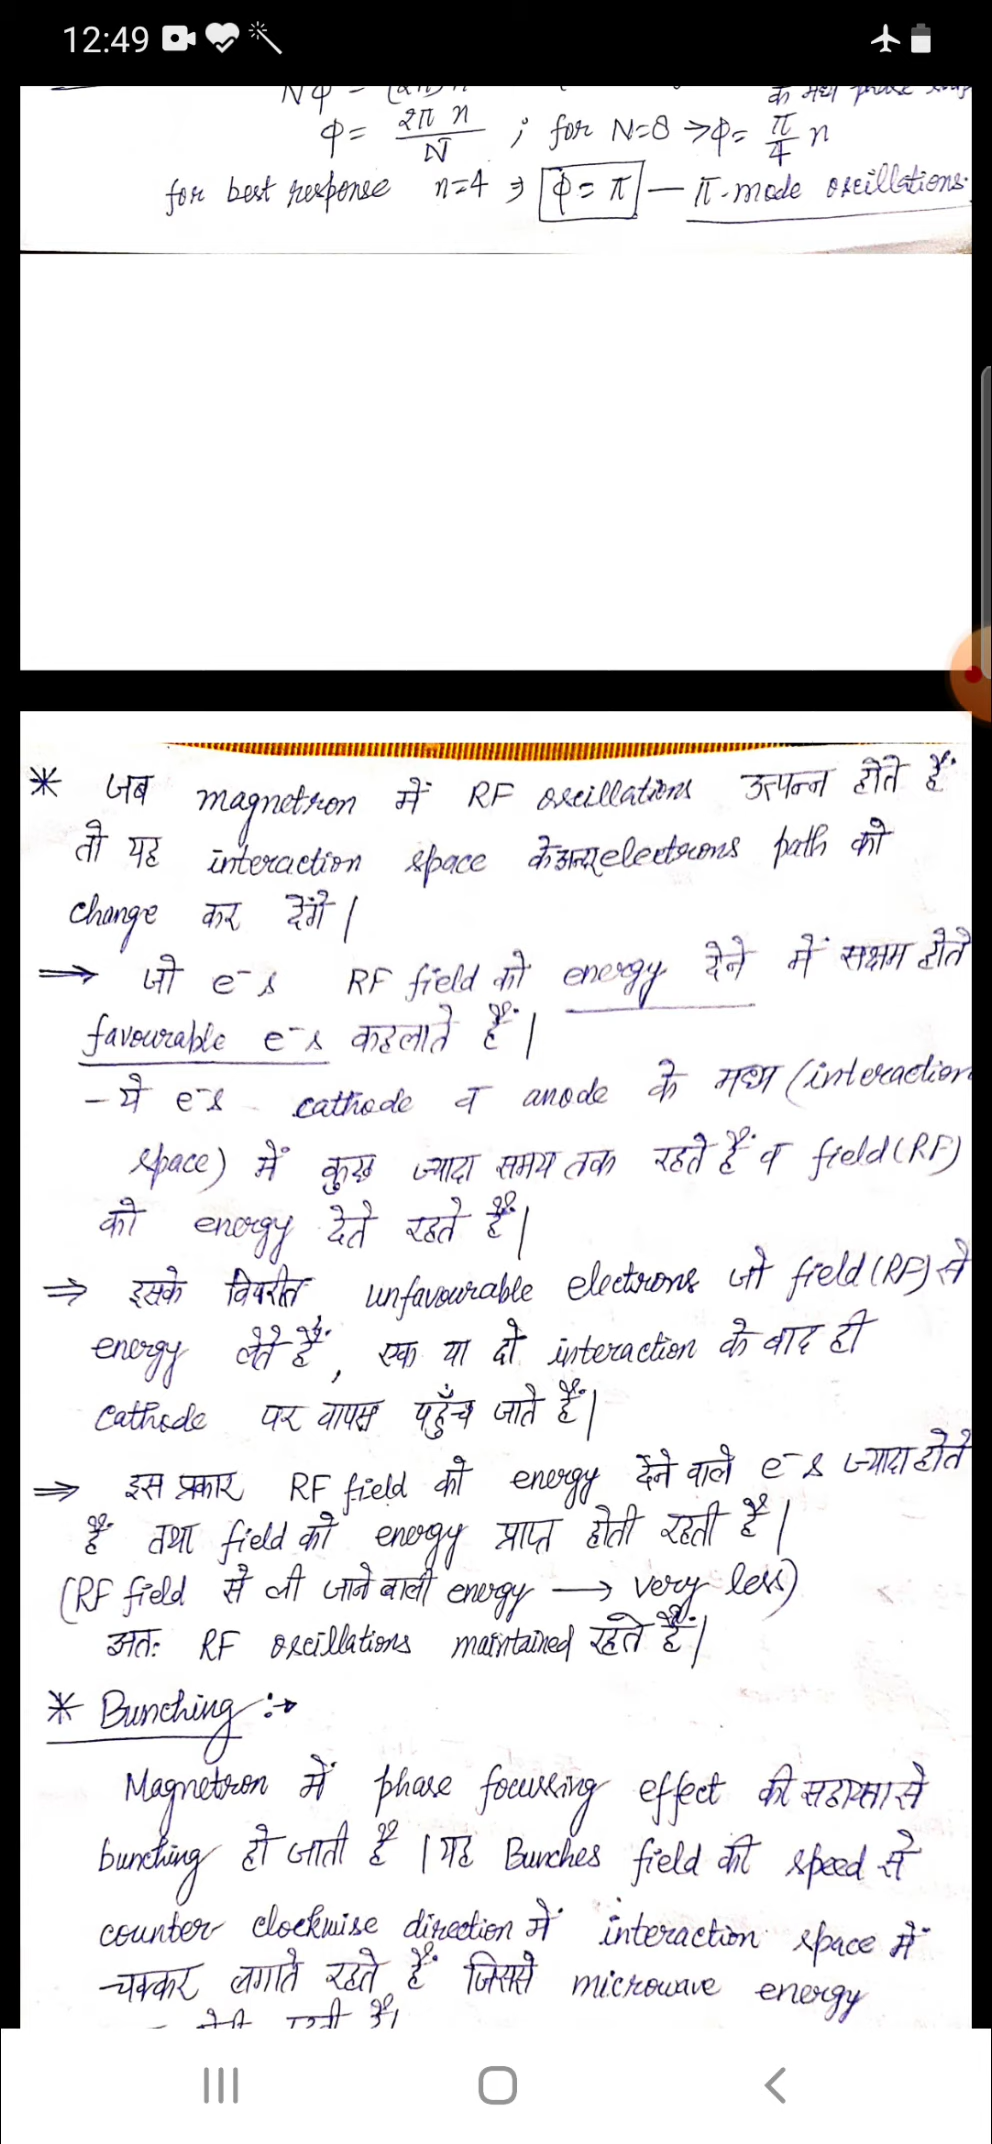 12:49
Nφ =
φ = 2π n / N ; for N=8 → φ = π/4 n
for best response n=4 ⇒ φ = π — π-mode oscillations.
* जब magnetron में RF oscillations उत्पन्न होते हैं
तो यह interaction space के अन्दर electrons path को
change कर देंगे |
⇒ जो e⁻s RF field को energy देने में सक्षम होते
favourable e⁻s कहलाते हैं |
- ये e⁻s cathode व anode के मध्य (interaction
space) में कुछ ज्यादा समय तक रहते हैं व field (RF)
को energy देते रहते हैं |
⇒ इसके विपरीत unfavourable electrons जो field (RF) से
energy लेते हैं, एक या दो interaction के बाद ही
cathode पर वापस पहुँच जाते हैं |
⇒ इस प्रकार RF field को energy देने वाले e⁻s ज्यादा होते
हैं तथा field को energy प्राप्त होती रहती है |
(RF field से ली जाने वाली energy → very less)
अतः RF oscillations maintained रहते हैं |
* Bunching :→
Magnetron में phase focussing effect की सहायता से
bunching हो जाती है | यह Bunches field की speed से
counter clockwise direction में interaction space में
चक्कर लगाते रहते हैं जिससे microwave energy